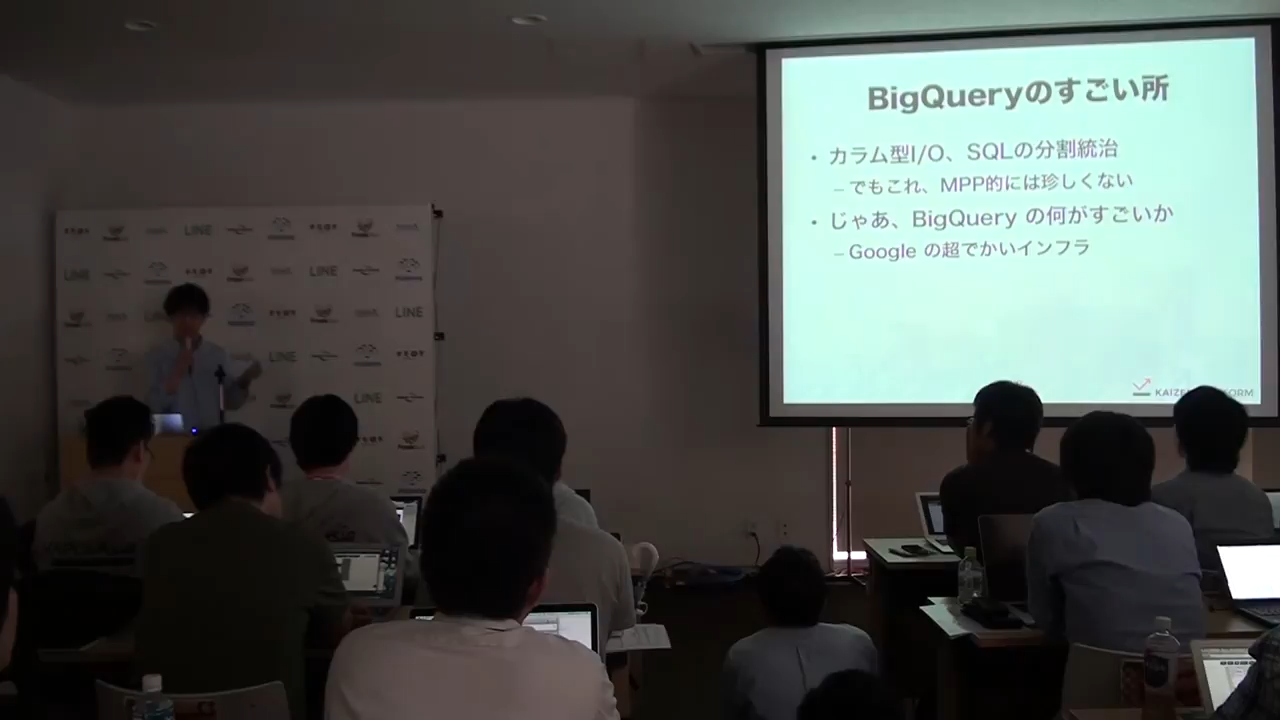 BigQueryのすごい所
• カラム型I/O、SQLの分割統治
– でもこれ、MPP的には珍しくない
• じゃあ、BigQuery の何がすごいか
– Google の超でかいインフラ
LINE
LINE
LINE
LINE
LINE
LINE